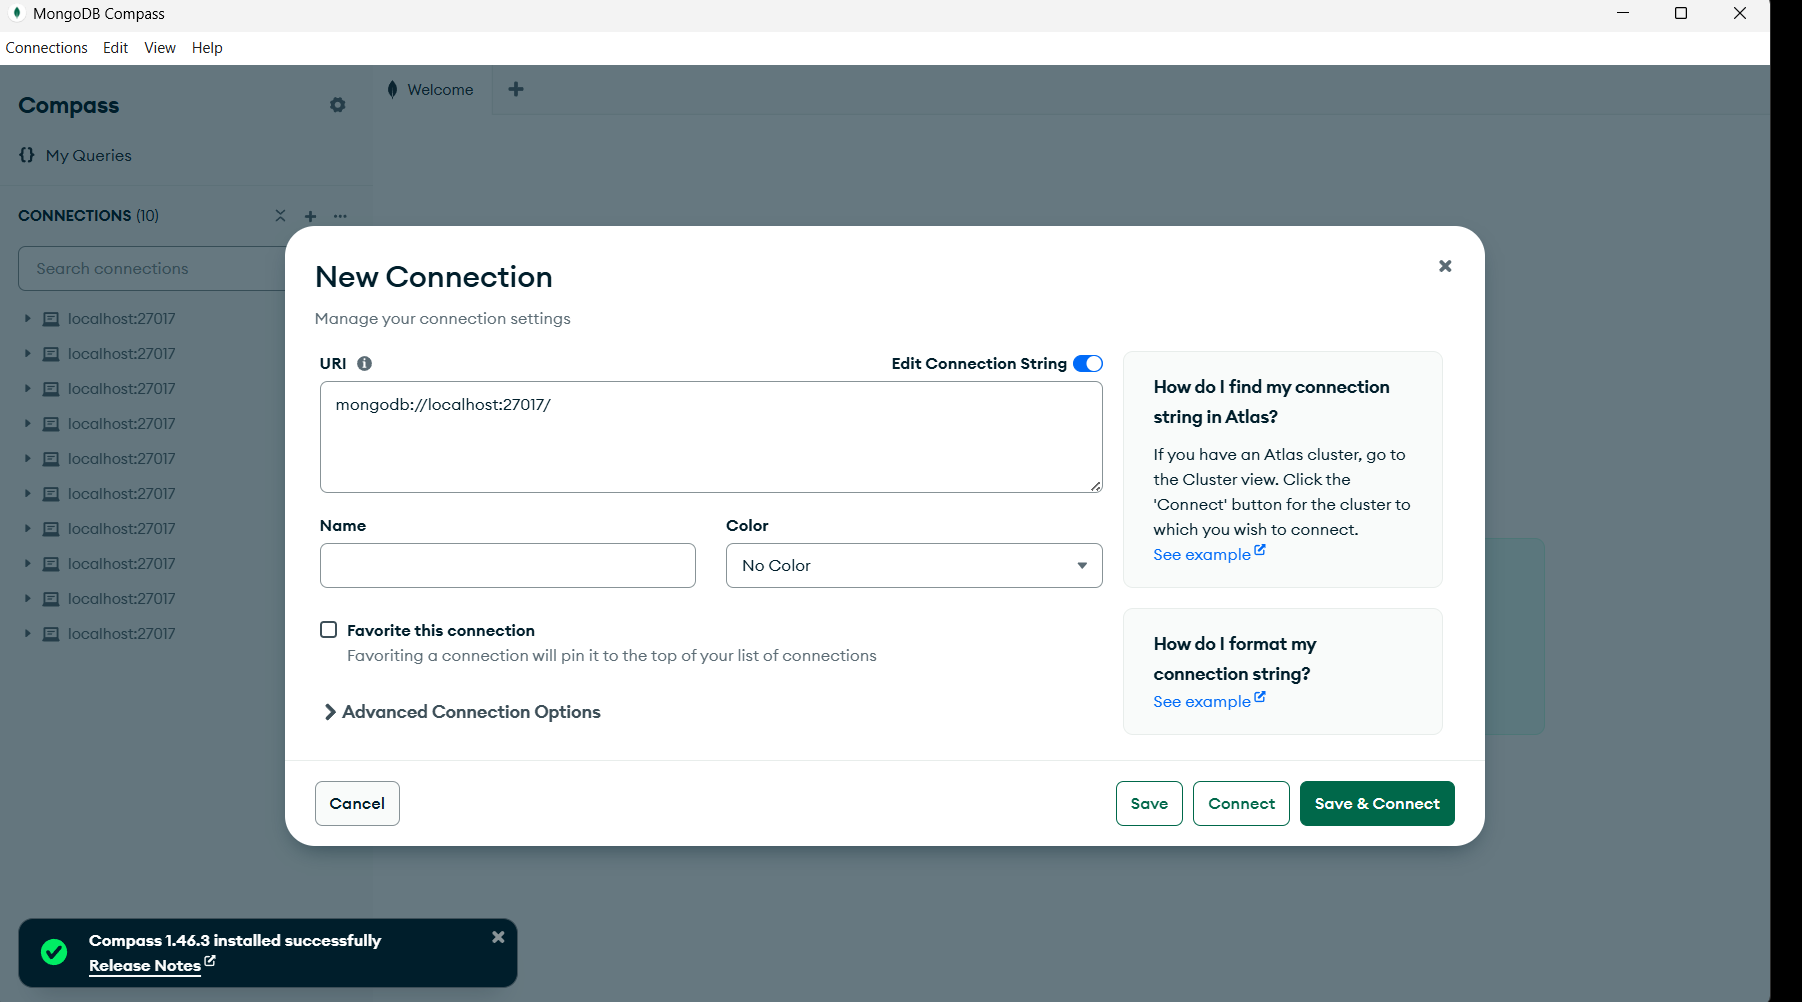 MongoDB Compass
Connections Edit View Help
Compass
My Queries
CONNECTIONS (10)
Search connections
localhost:27017
localhost:27017
localhost:27017
localhost:27017
localhost:27017
localhost:27017
localhost:27017
localhost:27017
localhost:27017
localhost:27017
Welcome
New Connection
Manage your connection settings
URI
Edit Connection String
mongodb://localhost:27017/
Name
Color
No Color
Favorite this connection
Favoriting a connection will pin it to the top of your list of connections
Advanced Connection Options
How do I find my connection
string in Atlas?
If you have an Atlas cluster, go to
the Cluster view. Click the
'Connect' button for the cluster to
which you wish to connect.
See example
How do I format my
connection string?
See example
Cancel
Save
Connect
Save & Connect
Compass 1.46.3 installed successfully
Release Notes